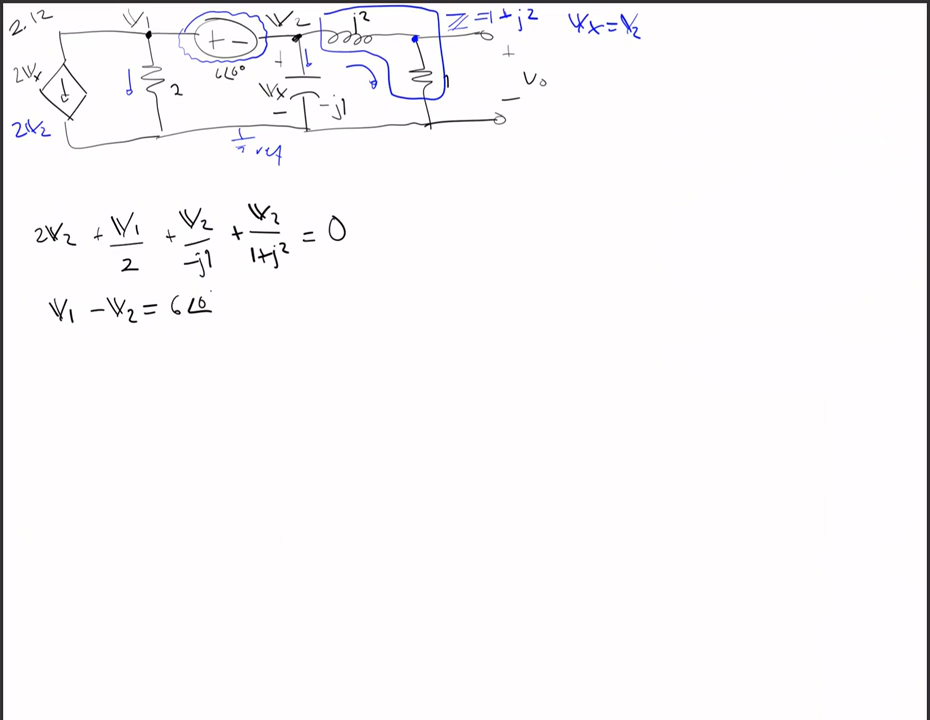 2.12 V₁ + − V₂ j2 Z = 1 + j2 Vx = V₂
2Vx ↓ 2 6∠0° + Vx − −j1 1 + Vo −
2V₂ ref
2V₂ + V₁/2 + V₂/−j1 + V₂/1+j2 = 0
V₁ − V₂ = 6∠0°